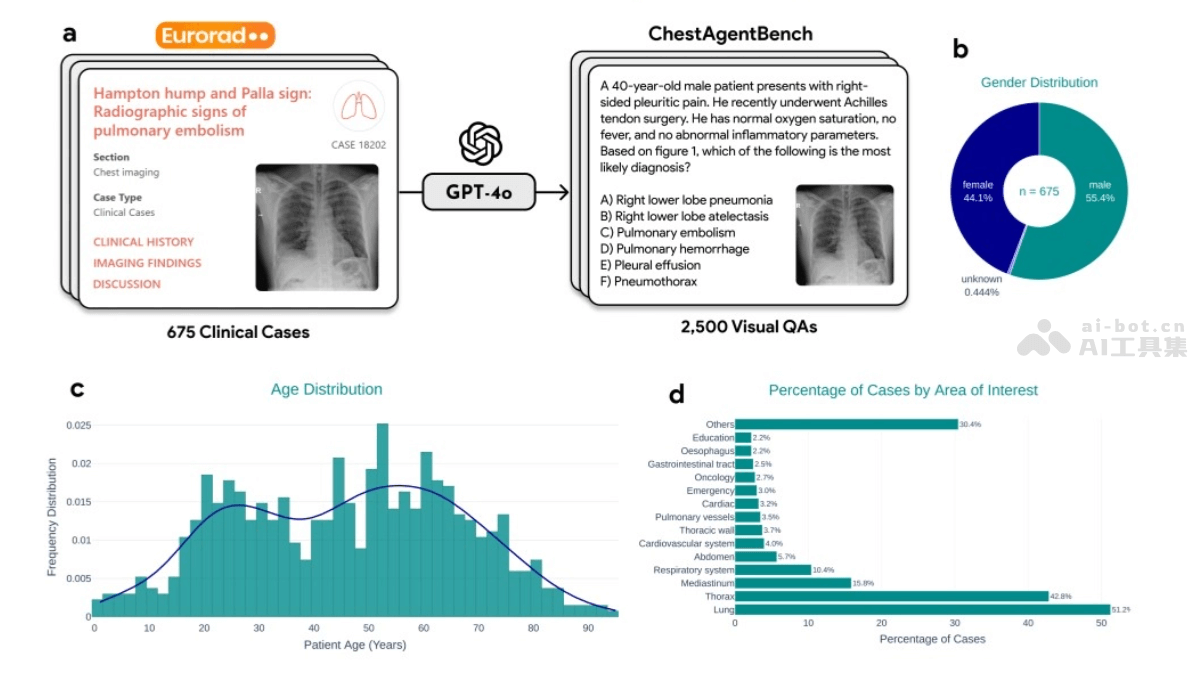 a
Eurorad
Hampton hump and Palla sign:
Radiographic signs of
pulmonary embolism
CASE 18202
Section
Chest imaging
Case Type
Clinical Cases
CLINICAL HISTORY
IMAGING FINDINGS
DISCUSSION
R
675 Clinical Cases
GPT-4o
ChestAgentBench
A 40-year-old male patient presents with right-
sided pleuritic pain. He recently underwent Achilles
tendon surgery. He has normal oxygen saturation, no
fever, and no abnormal inflammatory parameters.
Based on figure 1, which of the following is the most
likely diagnosis?
A) Right lower lobe pneumonia
B) Right lower lobe atelectasis
C) Pulmonary embolism
D) Pulmonary hemorrhage
E) Pleural effusion
F) Pneumothorax
R
2,500 Visual QAs
b
Gender Distribution
female
44.1%
n = 675
male
55.4%
unknown
0.444%
ai-bot.cn
AI工具集
c
Age Distribution
Frequency Distribution
0.025
0.02
0.015
0.01
0.005
0
0 10 20 30 40 50 60 70 80 90
Patient Age (Years)
d
Percentage of Cases by Area of Interest
Others 30.4%
Education 2.2%
Oesophagus 2.2%
Gastrointestinal tract 2.5%
Oncology 2.7%
Emergency 3.0%
Cardiac 3.2%
Pulmonary vessels 3.5%
Thoracic wall 3.7%
Cardiovascular system 4.0%
Abdomen 5.7%
Respiratory system 10.4%
Mediastinum 15.8%
Thorax 42.8%
Lung 51.2%
0 10 20 30 40 50
Percentage of Cases